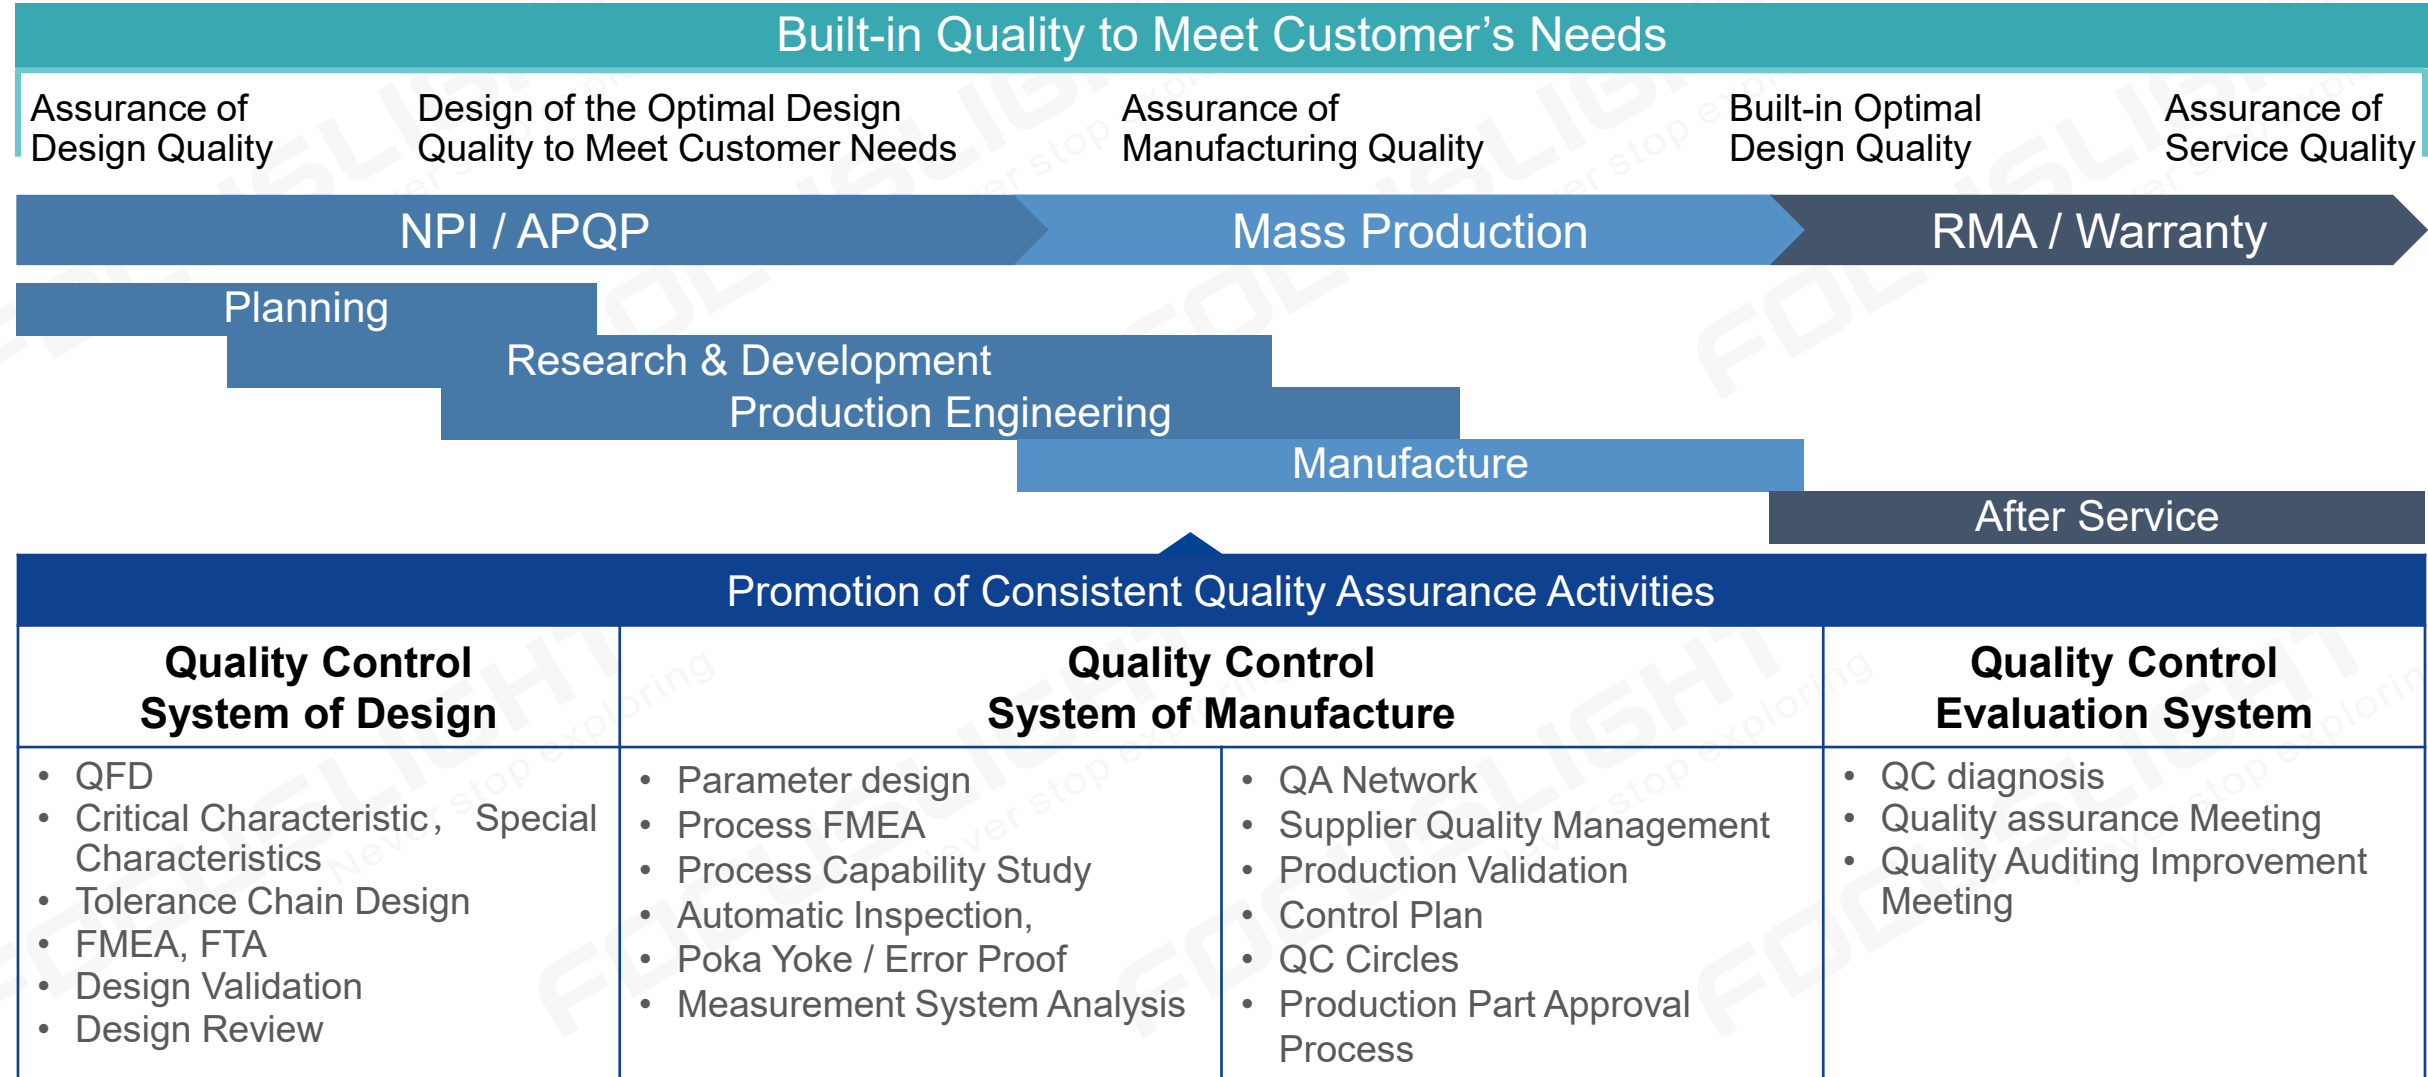 Built-in Quality to Meet Customer’s Needs
Assurance of
Design Quality
Design of the Optimal Design
Quality to Meet Customer Needs
Assurance of
Manufacturing Quality
Built-in Optimal
Design Quality
Assurance of
Service Quality
NPI / APQP
Mass Production
RMA / Warranty
Planning
Research & Development
Production Engineering
Manufacture
After Service
Promotion of Consistent Quality Assurance Activities
Quality Control
System of Design
Quality Control
System of Manufacture
Quality Control
Evaluation System
• QFD
• Critical Characteristic， Special
Characteristics
• Tolerance Chain Design
• FMEA, FTA
• Design Validation
• Design Review
• Parameter design
• Process FMEA
• Process Capability Study
• Automatic Inspection,
• Poka Yoke / Error Proof
• Measurement System Analysis
• QA Network
• Supplier Quality Management
• Production Validation
• Control Plan
• QC Circles
• Production Part Approval
Process
• QC diagnosis
• Quality assurance Meeting
• Quality Auditing Improvement
Meeting
FOCUSLIGHT
Never stop exploring